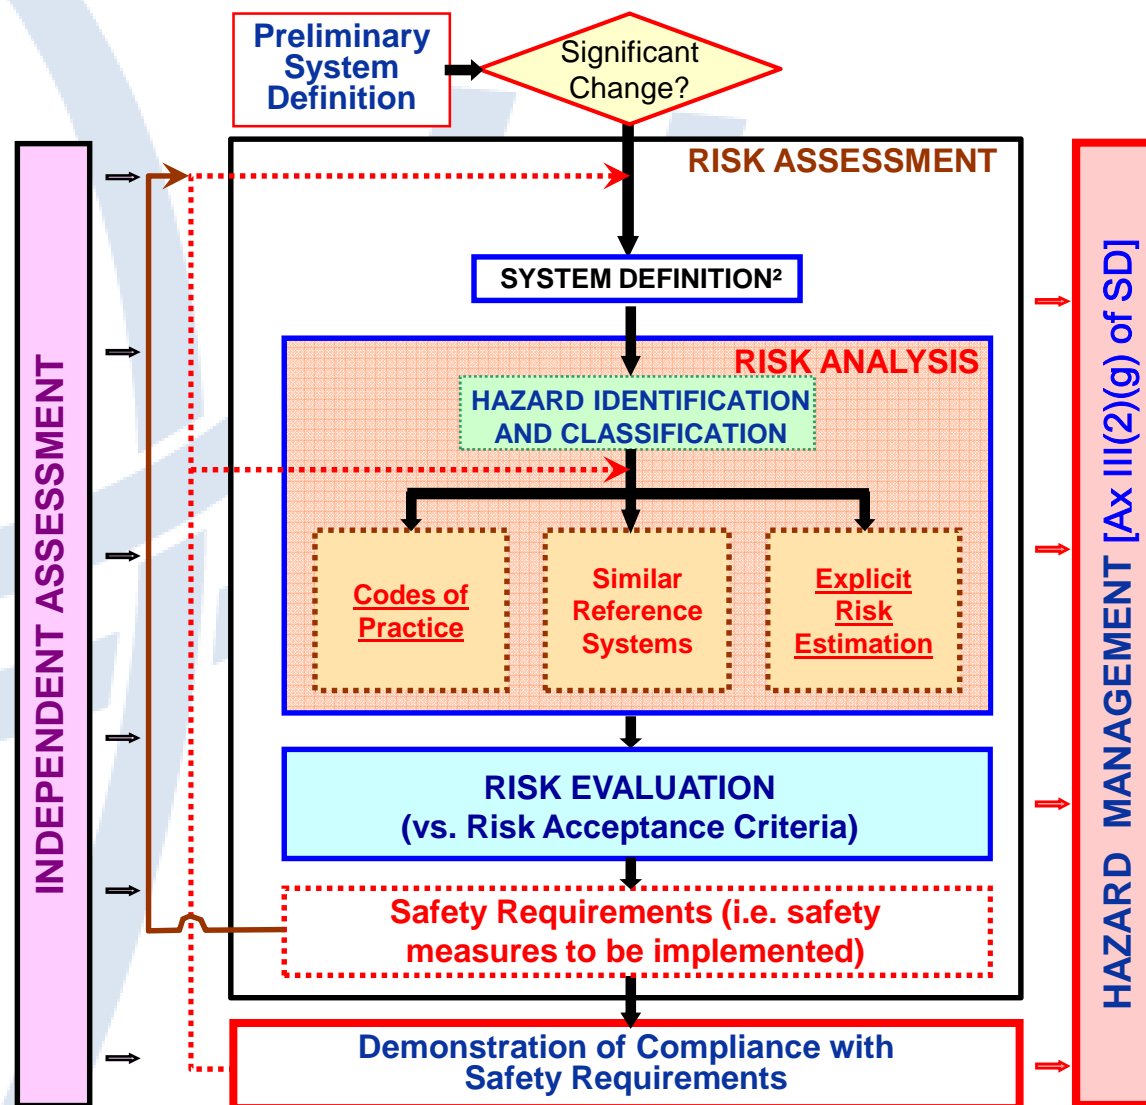 Preliminary
System
Definition
Significant
Change?
RISK ASSESSMENT
SYSTEM DEFINITION²
RISK ANALYSIS
HAZARD IDENTIFICATION
AND CLASSIFICATION
Codes of
Practice
Similar
Reference
Systems
Explicit
Risk
Estimation
RISK EVALUATION
(vs. Risk Acceptance Criteria)
Safety Requirements (i.e. safety
measures to be implemented)
Demonstration of Compliance with
Safety Requirements
INDEPENDENT ASSESSMENT
HAZARD MANAGEMENT [Ax III(2)(g) of SD]